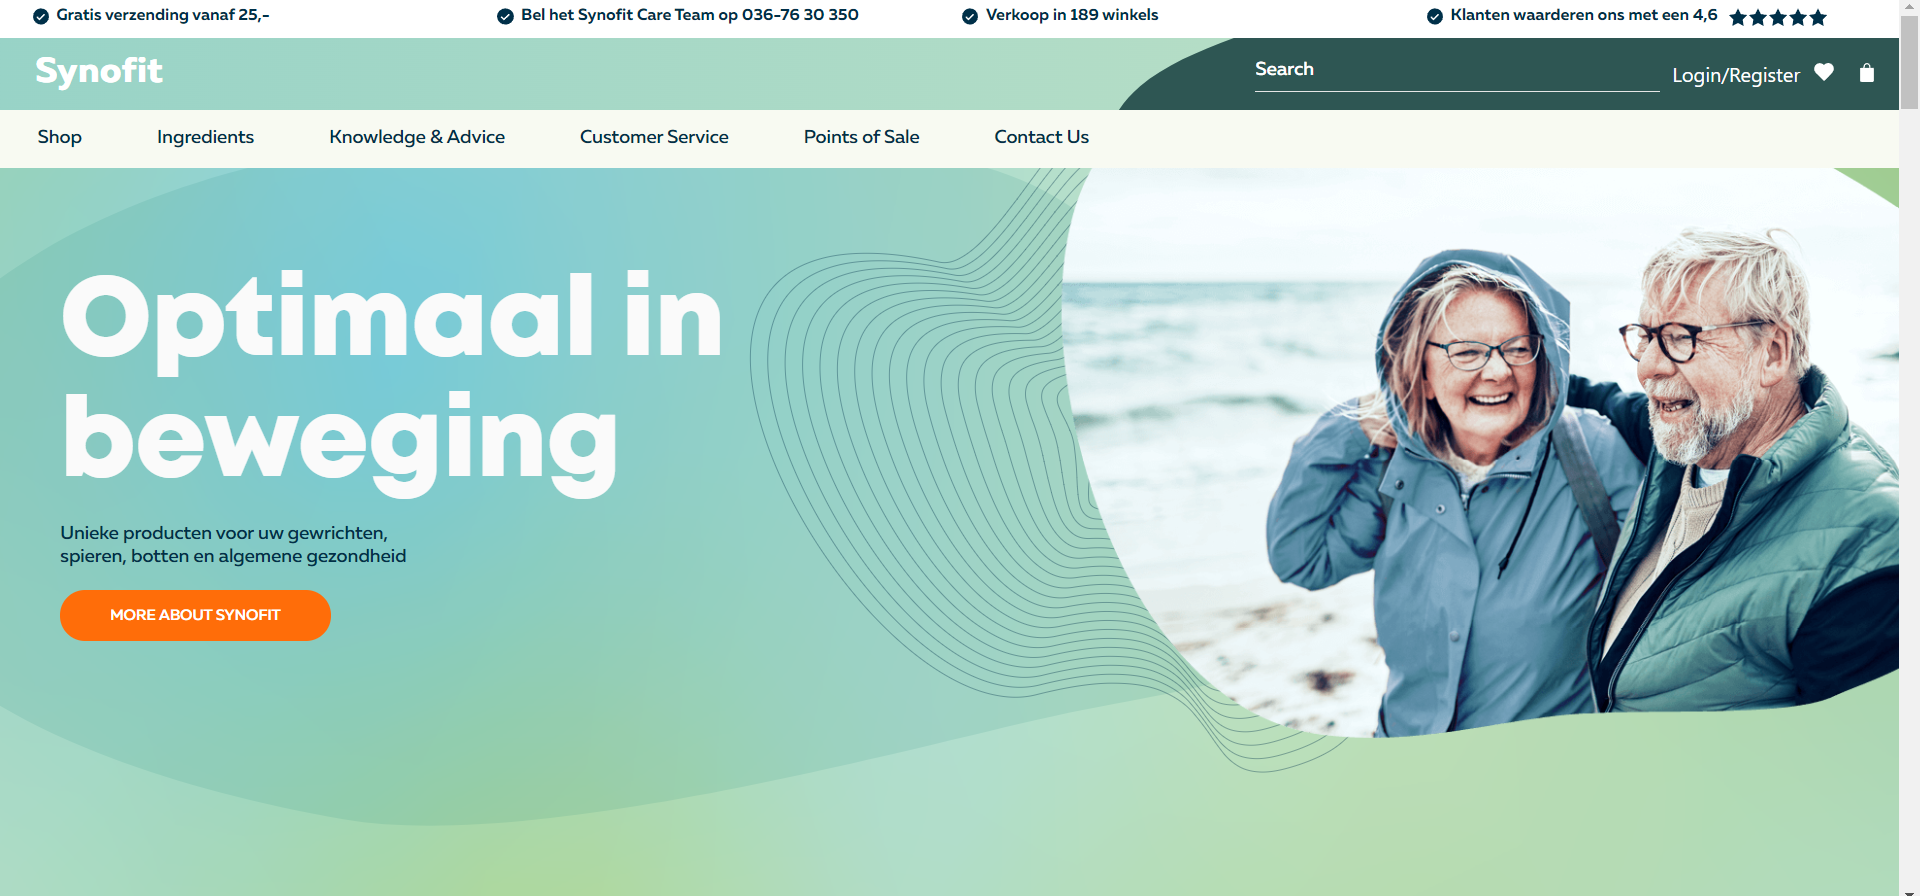 Gratis verzending vanaf 25,-
Bel het Synofit Care Team op 036-76 30 350
Verkoop in 189 winkels
Klanten waarderen ons met een 4,6
Synofit
Search
Login/Register
Shop
Ingredients
Knowledge & Advice
Customer Service
Points of Sale
Contact Us
Optimaal in
beweging
Unieke producten voor uw gewrichten,
spieren, botten en algemene gezondheid
MORE ABOUT SYNOFIT